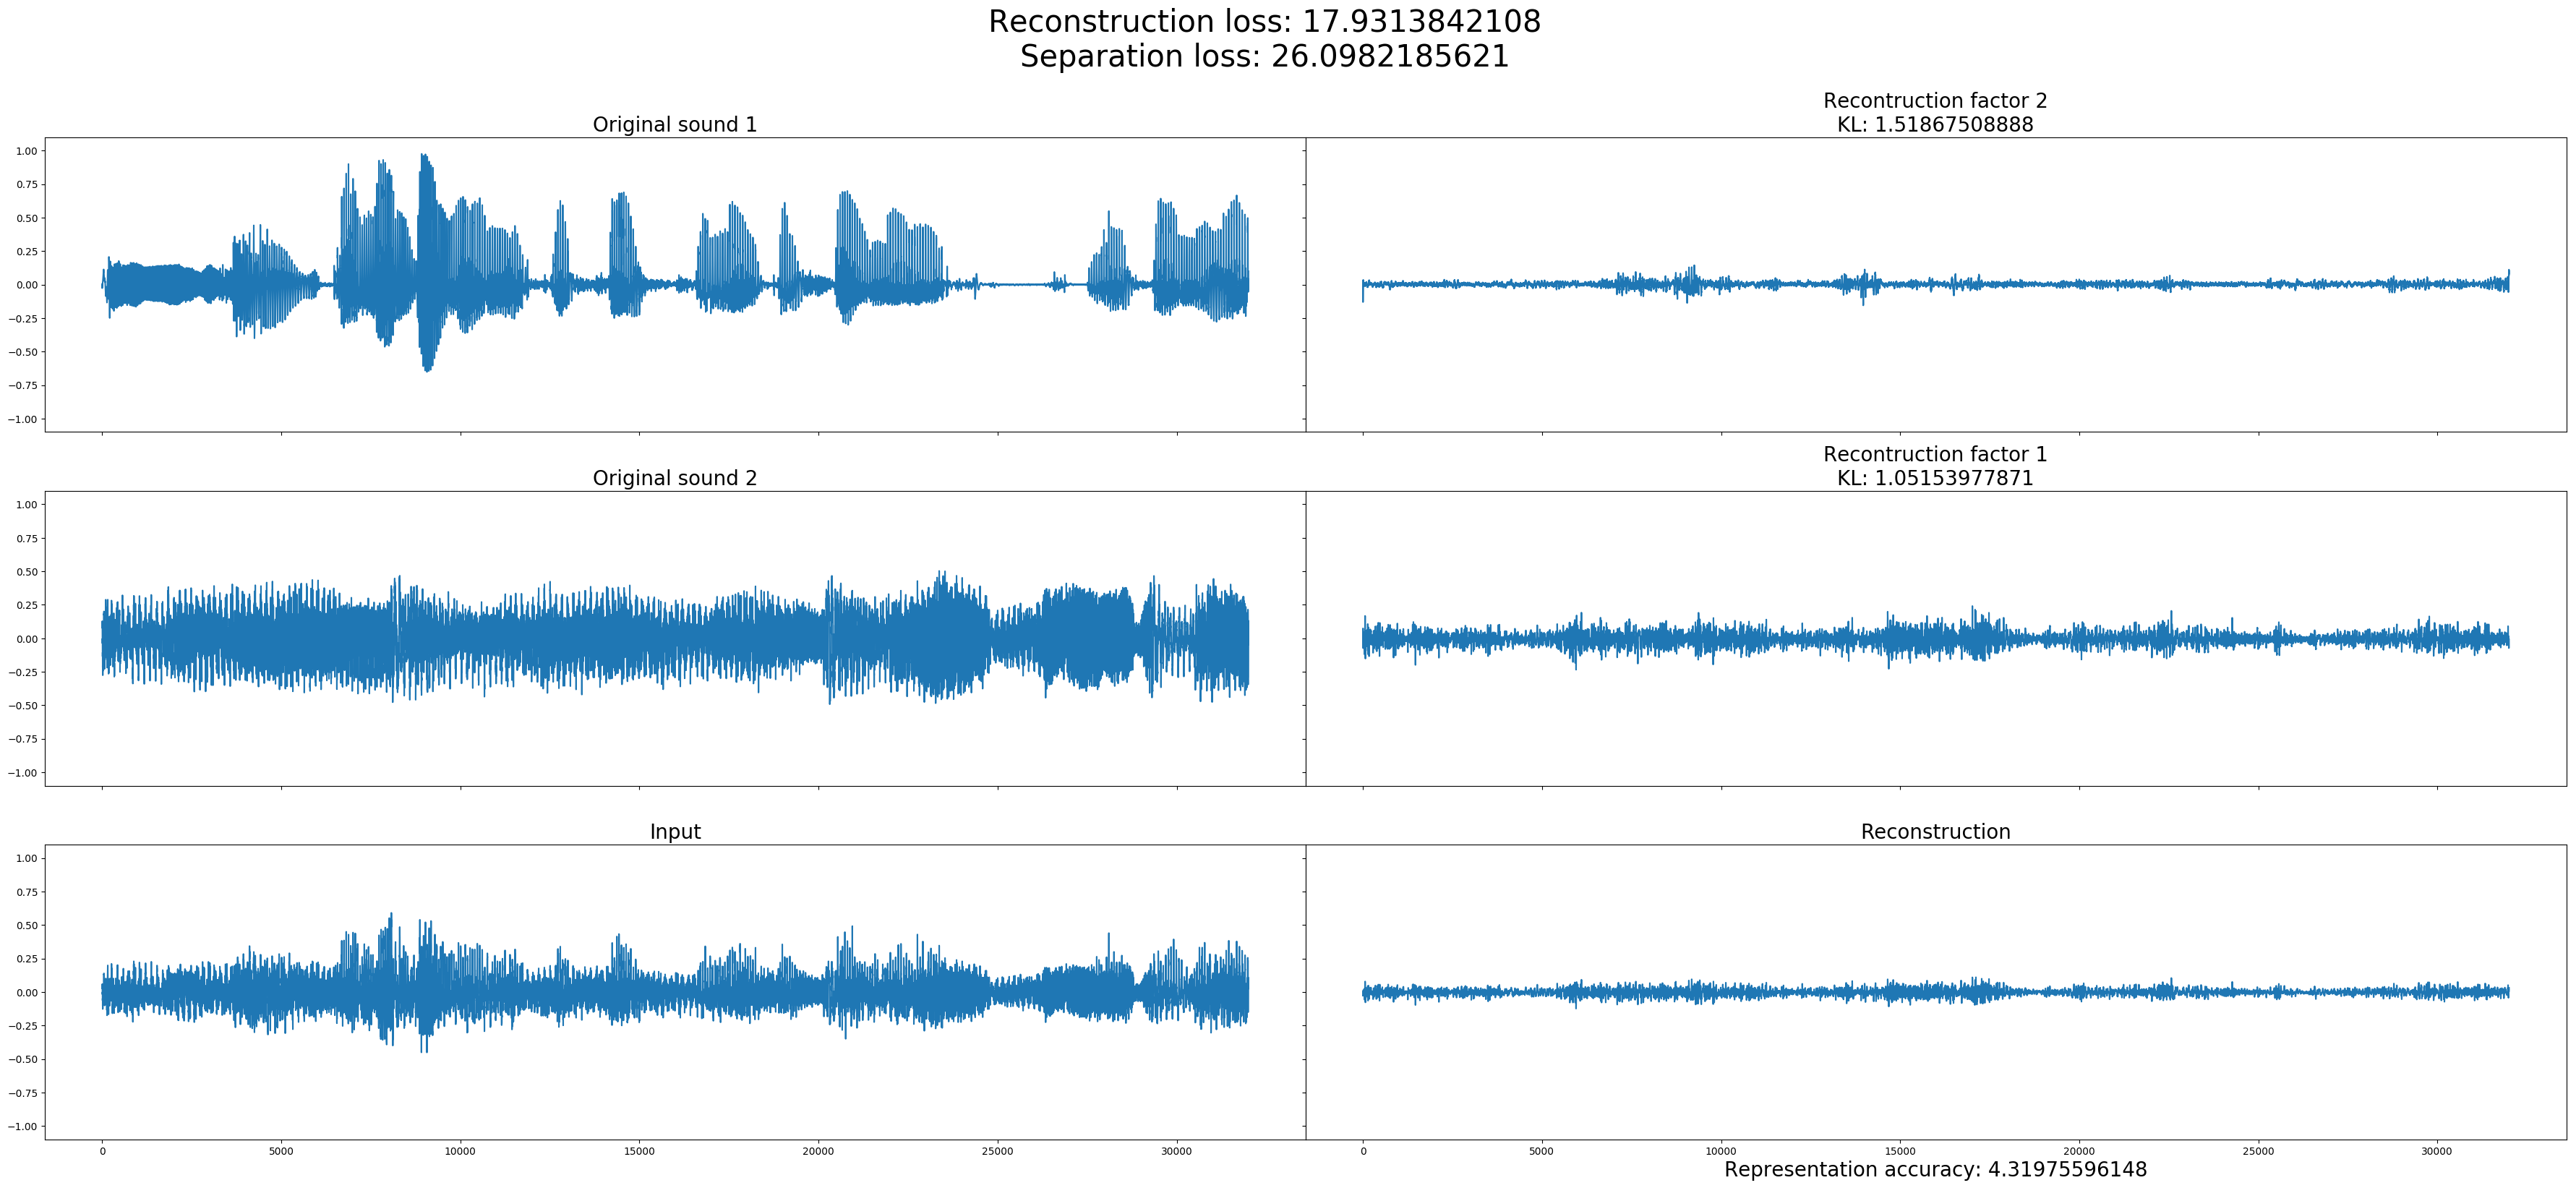 Reconstruction loss: 17.9313842108
Separation loss: 26.0982185621
Original sound 1
Recontruction factor 2
KL: 1.51867508888
1.00
0.75
0.50
0.25
0.00
−0.25
−0.50
−0.75
−1.00
Original sound 2
Recontruction factor 1
KL: 1.05153977871
1.00
0.75
0.50
0.25
0.00
−0.25
−0.50
−0.75
−1.00
Input
Reconstruction
1.00
0.75
0.50
0.25
0.00
−0.25
−0.50
−0.75
−1.00
0 5000 10000 15000 20000 25000 30000 0 5000 10000 15000 20000 25000 30000
Representation accuracy: 4.31975596148